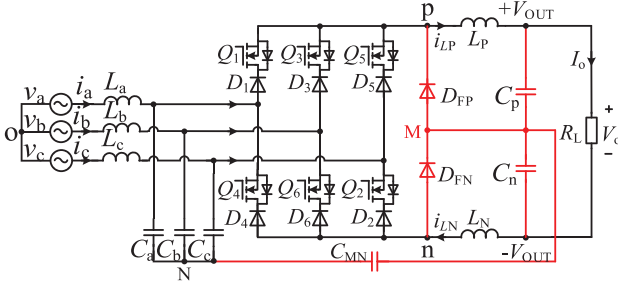 p
L_P
+V_OUT
i_LP
Q_1
Q_3
Q_5
I_o
D_1
D_3
D_5
D_FP
C_p
v_a
i_a
L_a
v_b
i_b
L_b
o
v_c
i_c
L_c
M
R_L
+
V_o
−
Q_4
Q_6
Q_2
D_FN
C_n
D_4
D_6
D_2
i_LN
L_N
C_a
C_b
C_c
N
C_MN
n
-V_OUT